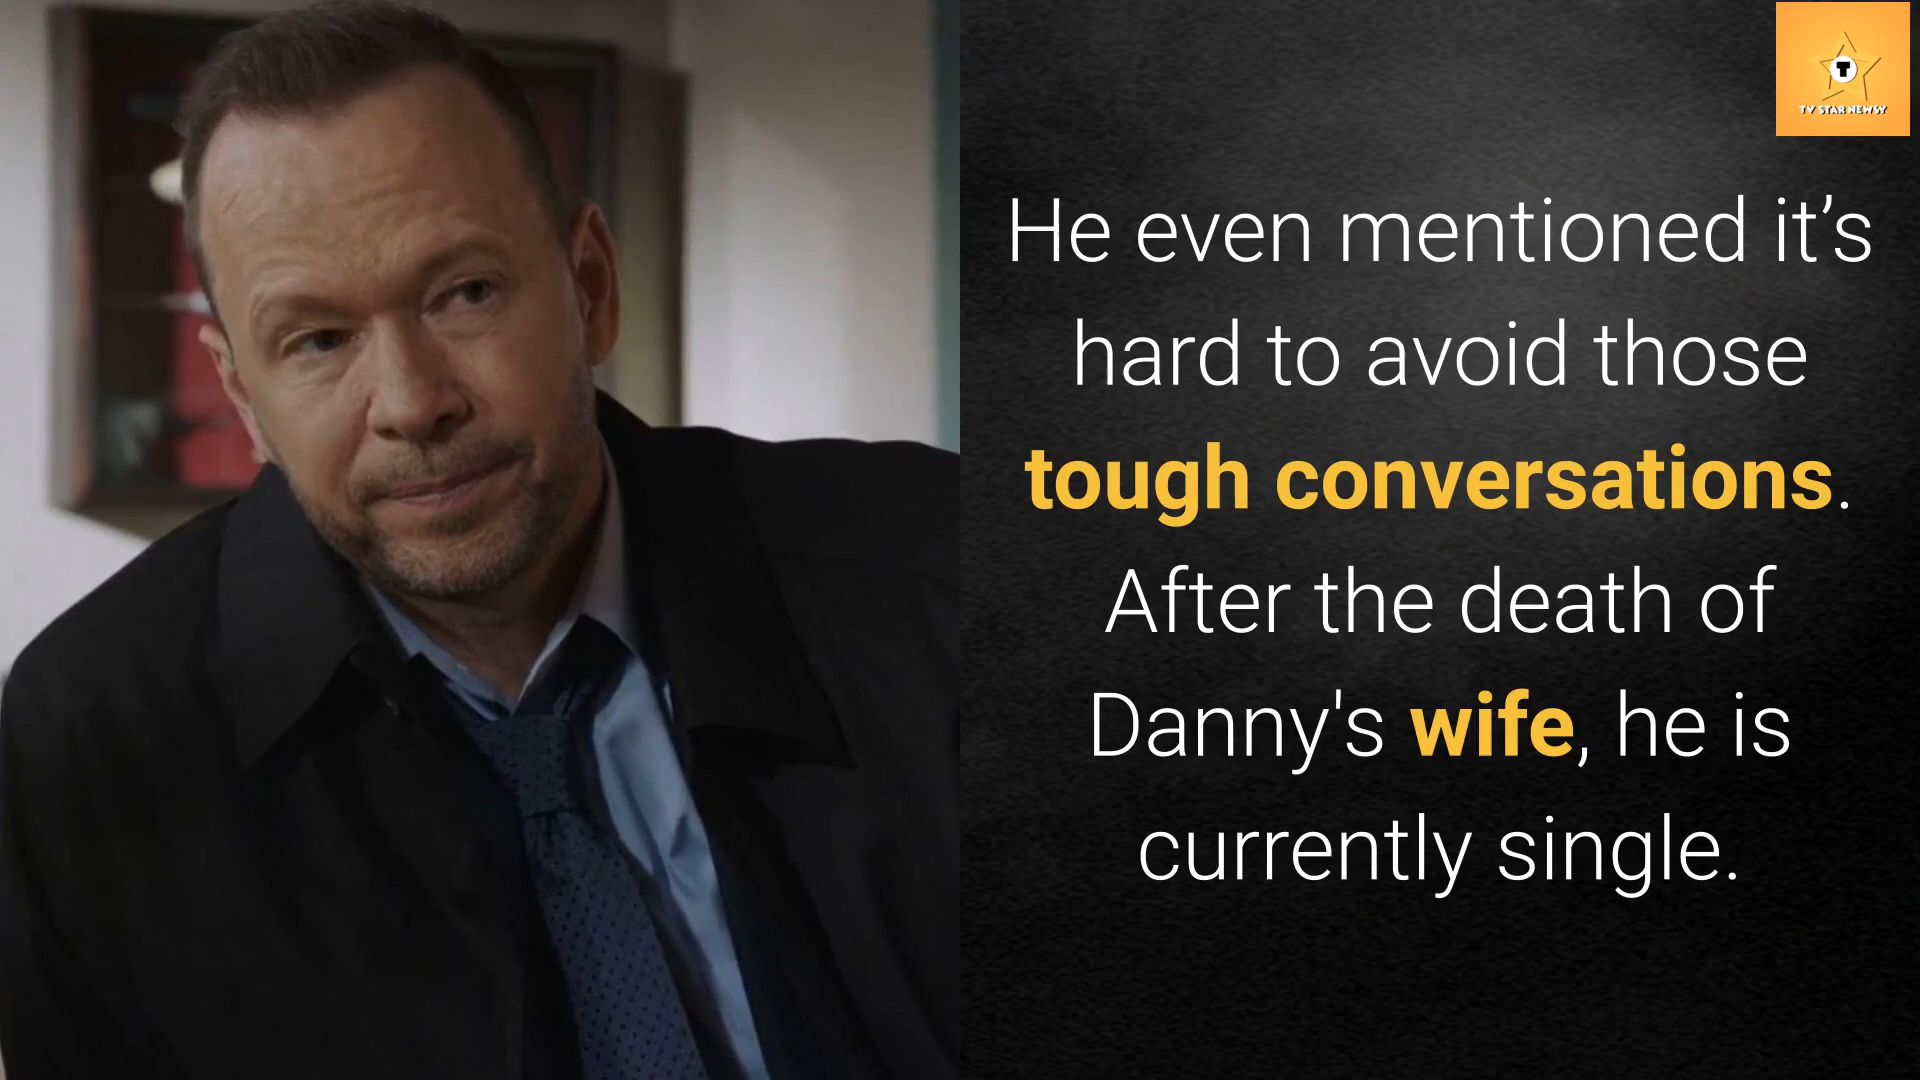 T
TV STAR NEWSY
He even mentioned it’s
hard to avoid those
tough conversations.
After the death of
Danny's wife, he is
currently single.